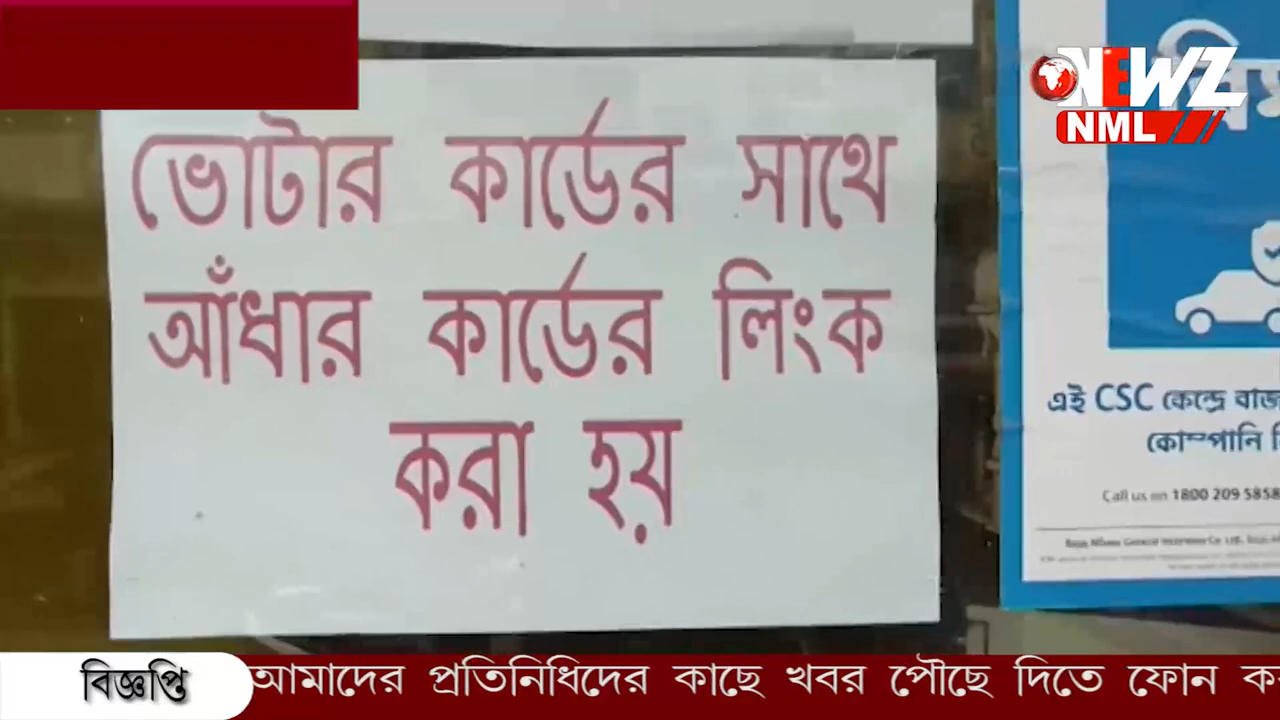 NEWZ
NML
ভোটার কার্ডের সাথে
আঁধার কার্ডের লিংক
করা হয়
এই CSC কেন্দ্রে
কোম্পানি
Call us on 1800 209 5858
বিজ্ঞপ্তি
আমাদের প্রতিনিধিদের কাছে খবর পৌছে দিতে ফোন